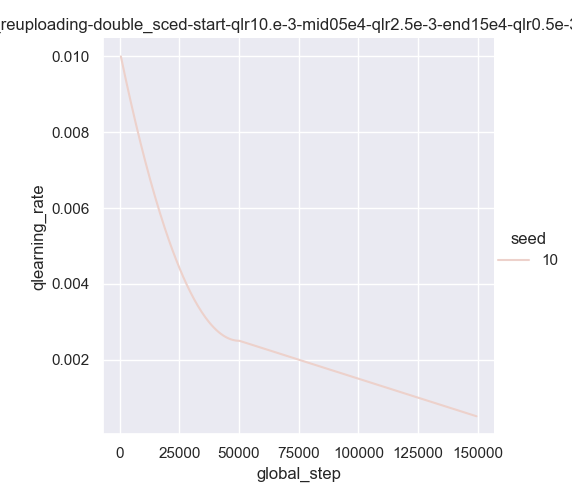 _reuploading-double_sced-start-qlr10.e-3-mid05e4-qlr2.5e-3-end15e4-qlr0.5e-3
0.010
0.008
0.006
0.004
0.002
qlearning_rate
0 25000 50000 75000 100000 125000 150000
global_step
seed
10